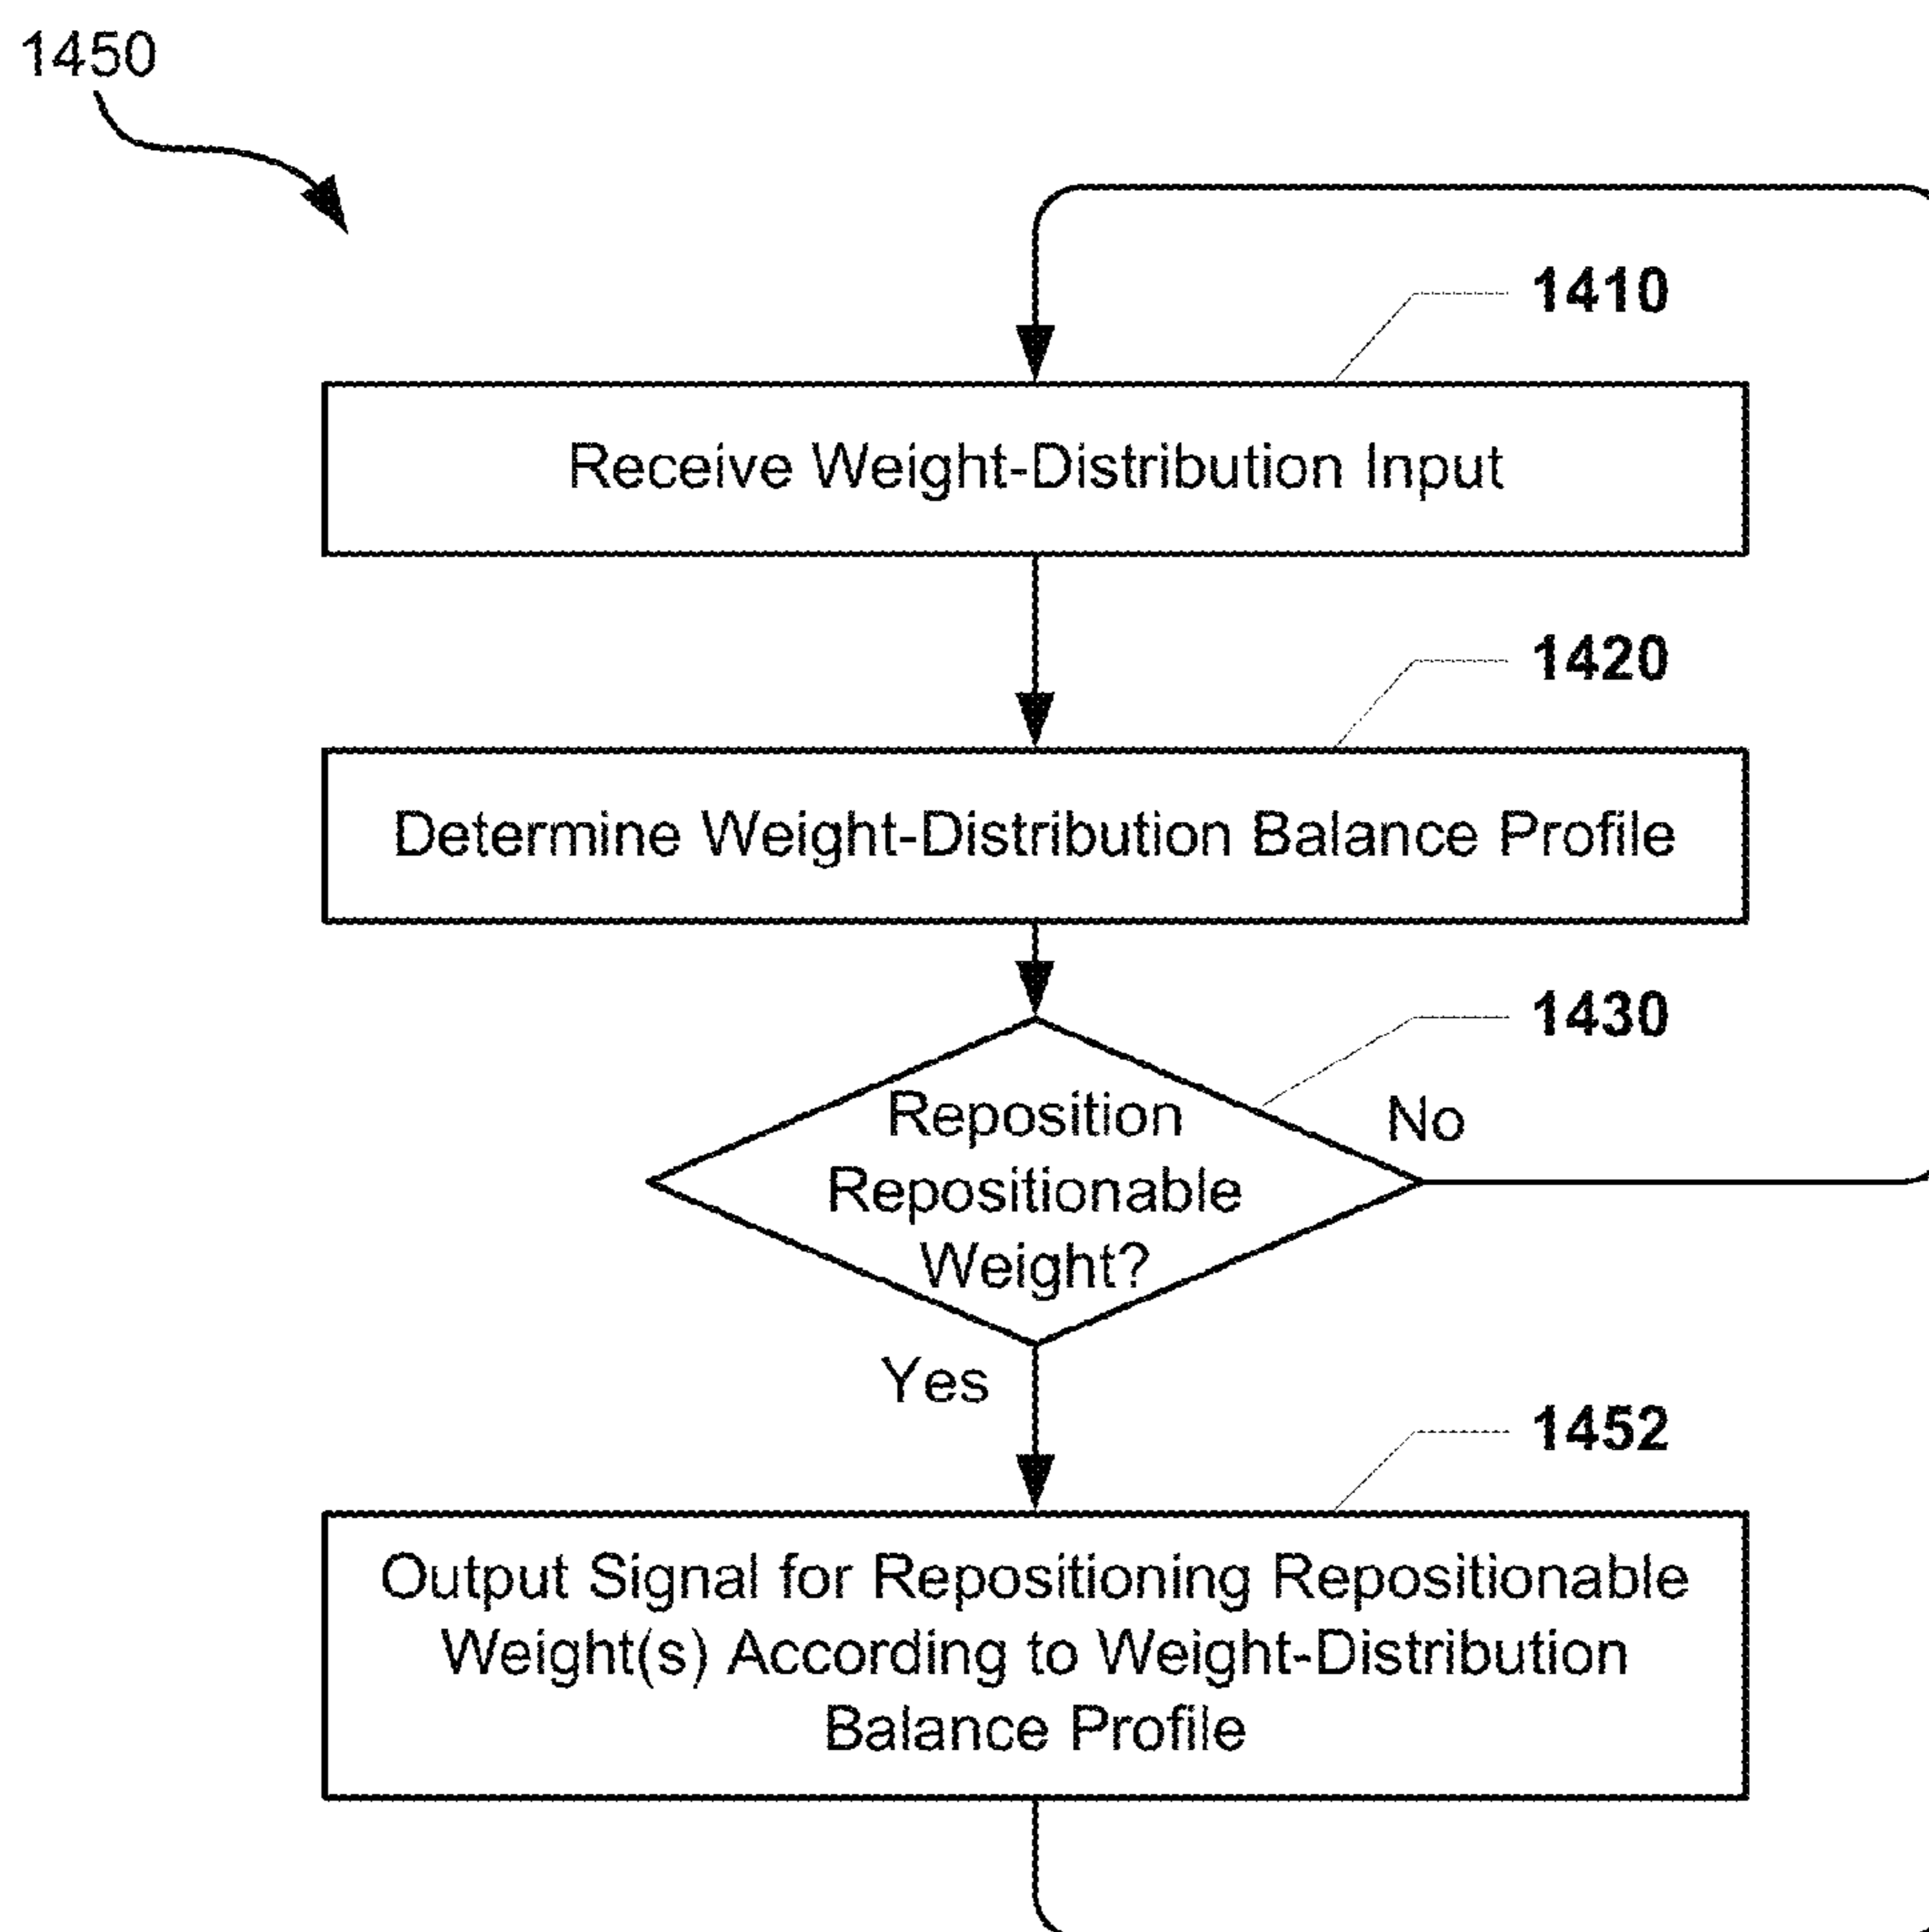 1450
1410
Receive Weight-Distribution Input
1420
Determine Weight-Distribution Balance Profile
1430
Reposition
Repositionable
Weight?
No
Yes
1452
Output Signal for Repositioning Repositionable
Weight(s) According to Weight-Distribution
Balance Profile